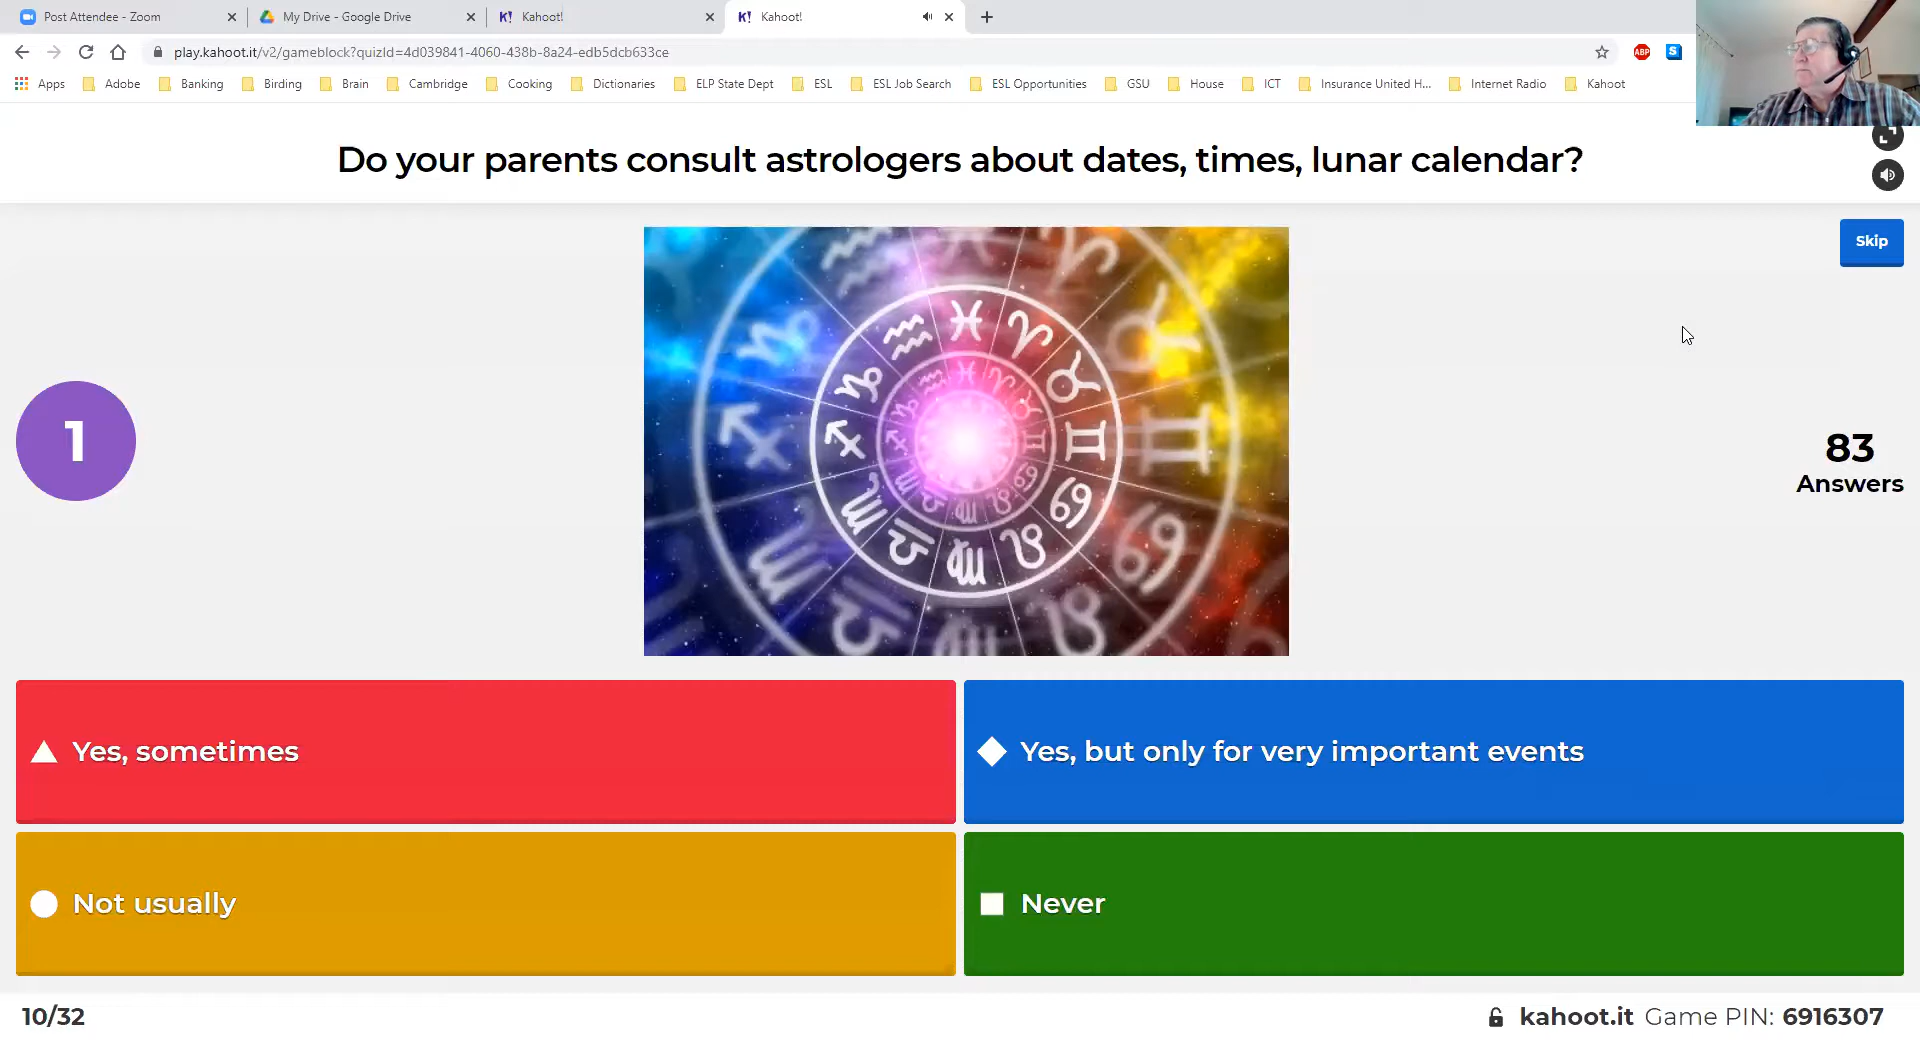 Post Attendee - Zoom
My Drive - Google Drive
K! Kahoot!
K! Kahoot!
play.kahoot.it/v2/gameblock?quizId=4d039841-4060-438b-8a24-edb5dcb633ce
ABP
S
Apps Adobe Banking Birding Brain Cambridge Cooking Dictionaries ELP State Dept ESL ESL Job Search ESL Opportunities GSU House ICT Insurance United H... Internet Radio Kahoot
Do your parents consult astrologers about dates, times, lunar calendar?
Skip
1
83
Answers
Yes, sometimes
Yes, but only for very important events
Not usually
Never
10/32
kahoot.it Game PIN: 6916307